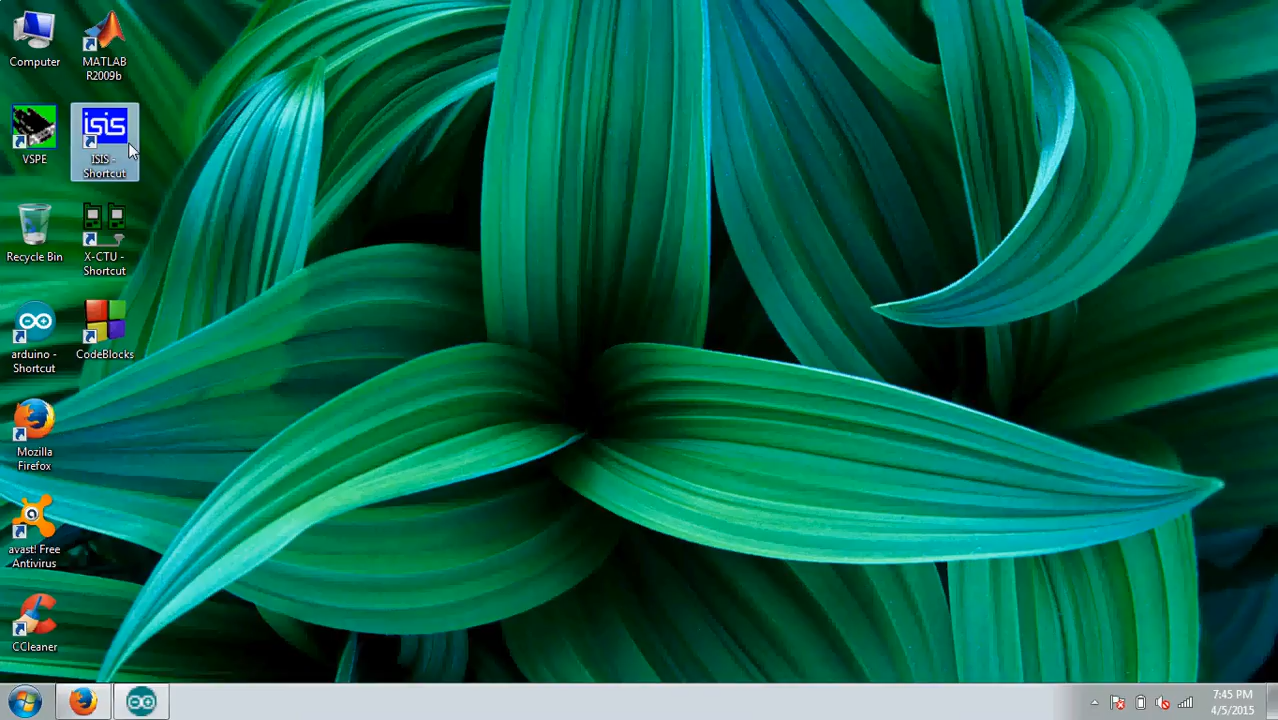 Computer
MATLAB
R2009b
VSPE
isis
ISIS -
Shortcut
Recycle Bin
X-CTU -
Shortcut
arduino -
Shortcut
CodeBlocks
Mozilla
Firefox
avast! Free
Antivirus
CCleaner
7:45 PM
4/5/2015